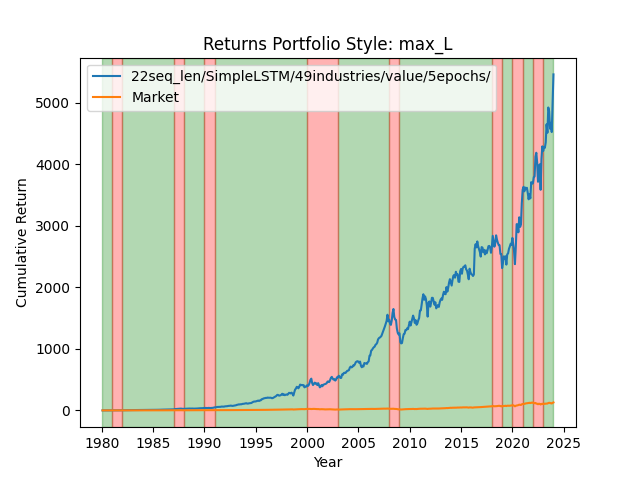 Returns Portfolio Style: max_L
22seq_len/SimpleLSTM/49industries/value/5epochs/
Market
Cumulative Return
5000
4000
3000
2000
1000
0
1980 1985 1990 1995 2000 2005 2010 2015 2020 2025
Year